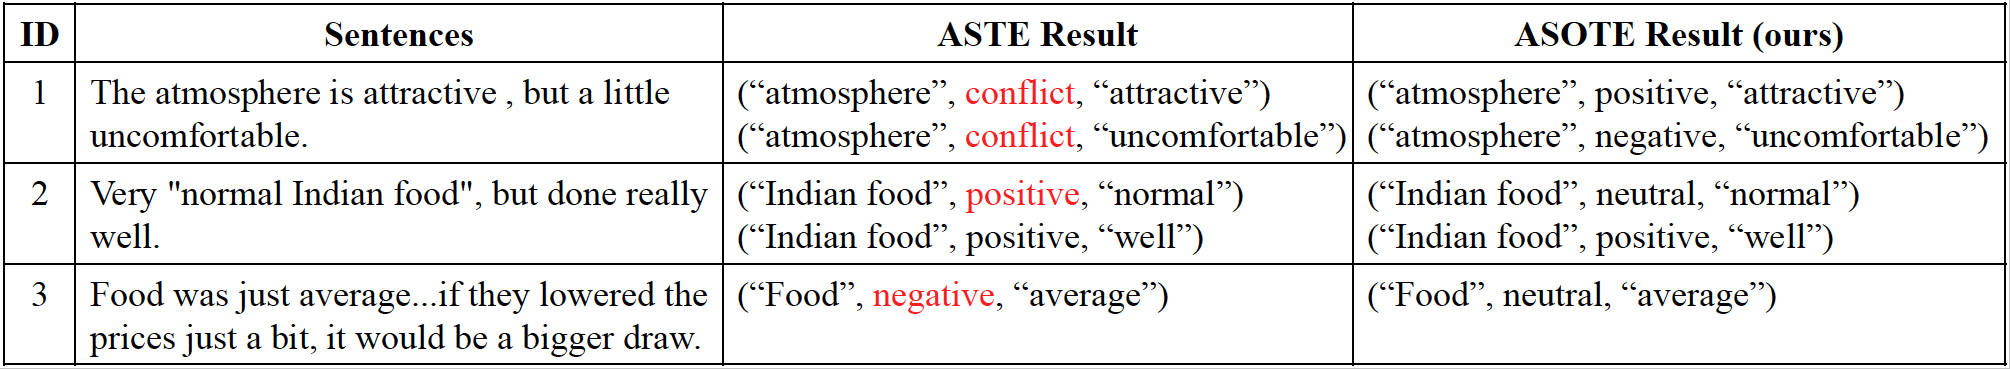 ID Sentences ASTE Result ASOTE Result (ours)
1 The atmosphere is attractive , but a little (“atmosphere”, conflict, “attractive”) (“atmosphere”, positive, “attractive”)
uncomfortable. (“atmosphere”, conflict, “uncomfortable”) (“atmosphere”, negative, “uncomfortable”)
2 Very "normal Indian food", but done really (“Indian food”, positive, “normal”) (“Indian food”, neutral, “normal”)
well. (“Indian food”, positive, “well”) (“Indian food”, positive, “well”)
3 Food was just average...if they lowered the (“Food”, negative, “average”) (“Food”, neutral, “average”)
prices just a bit, it would be a bigger draw.